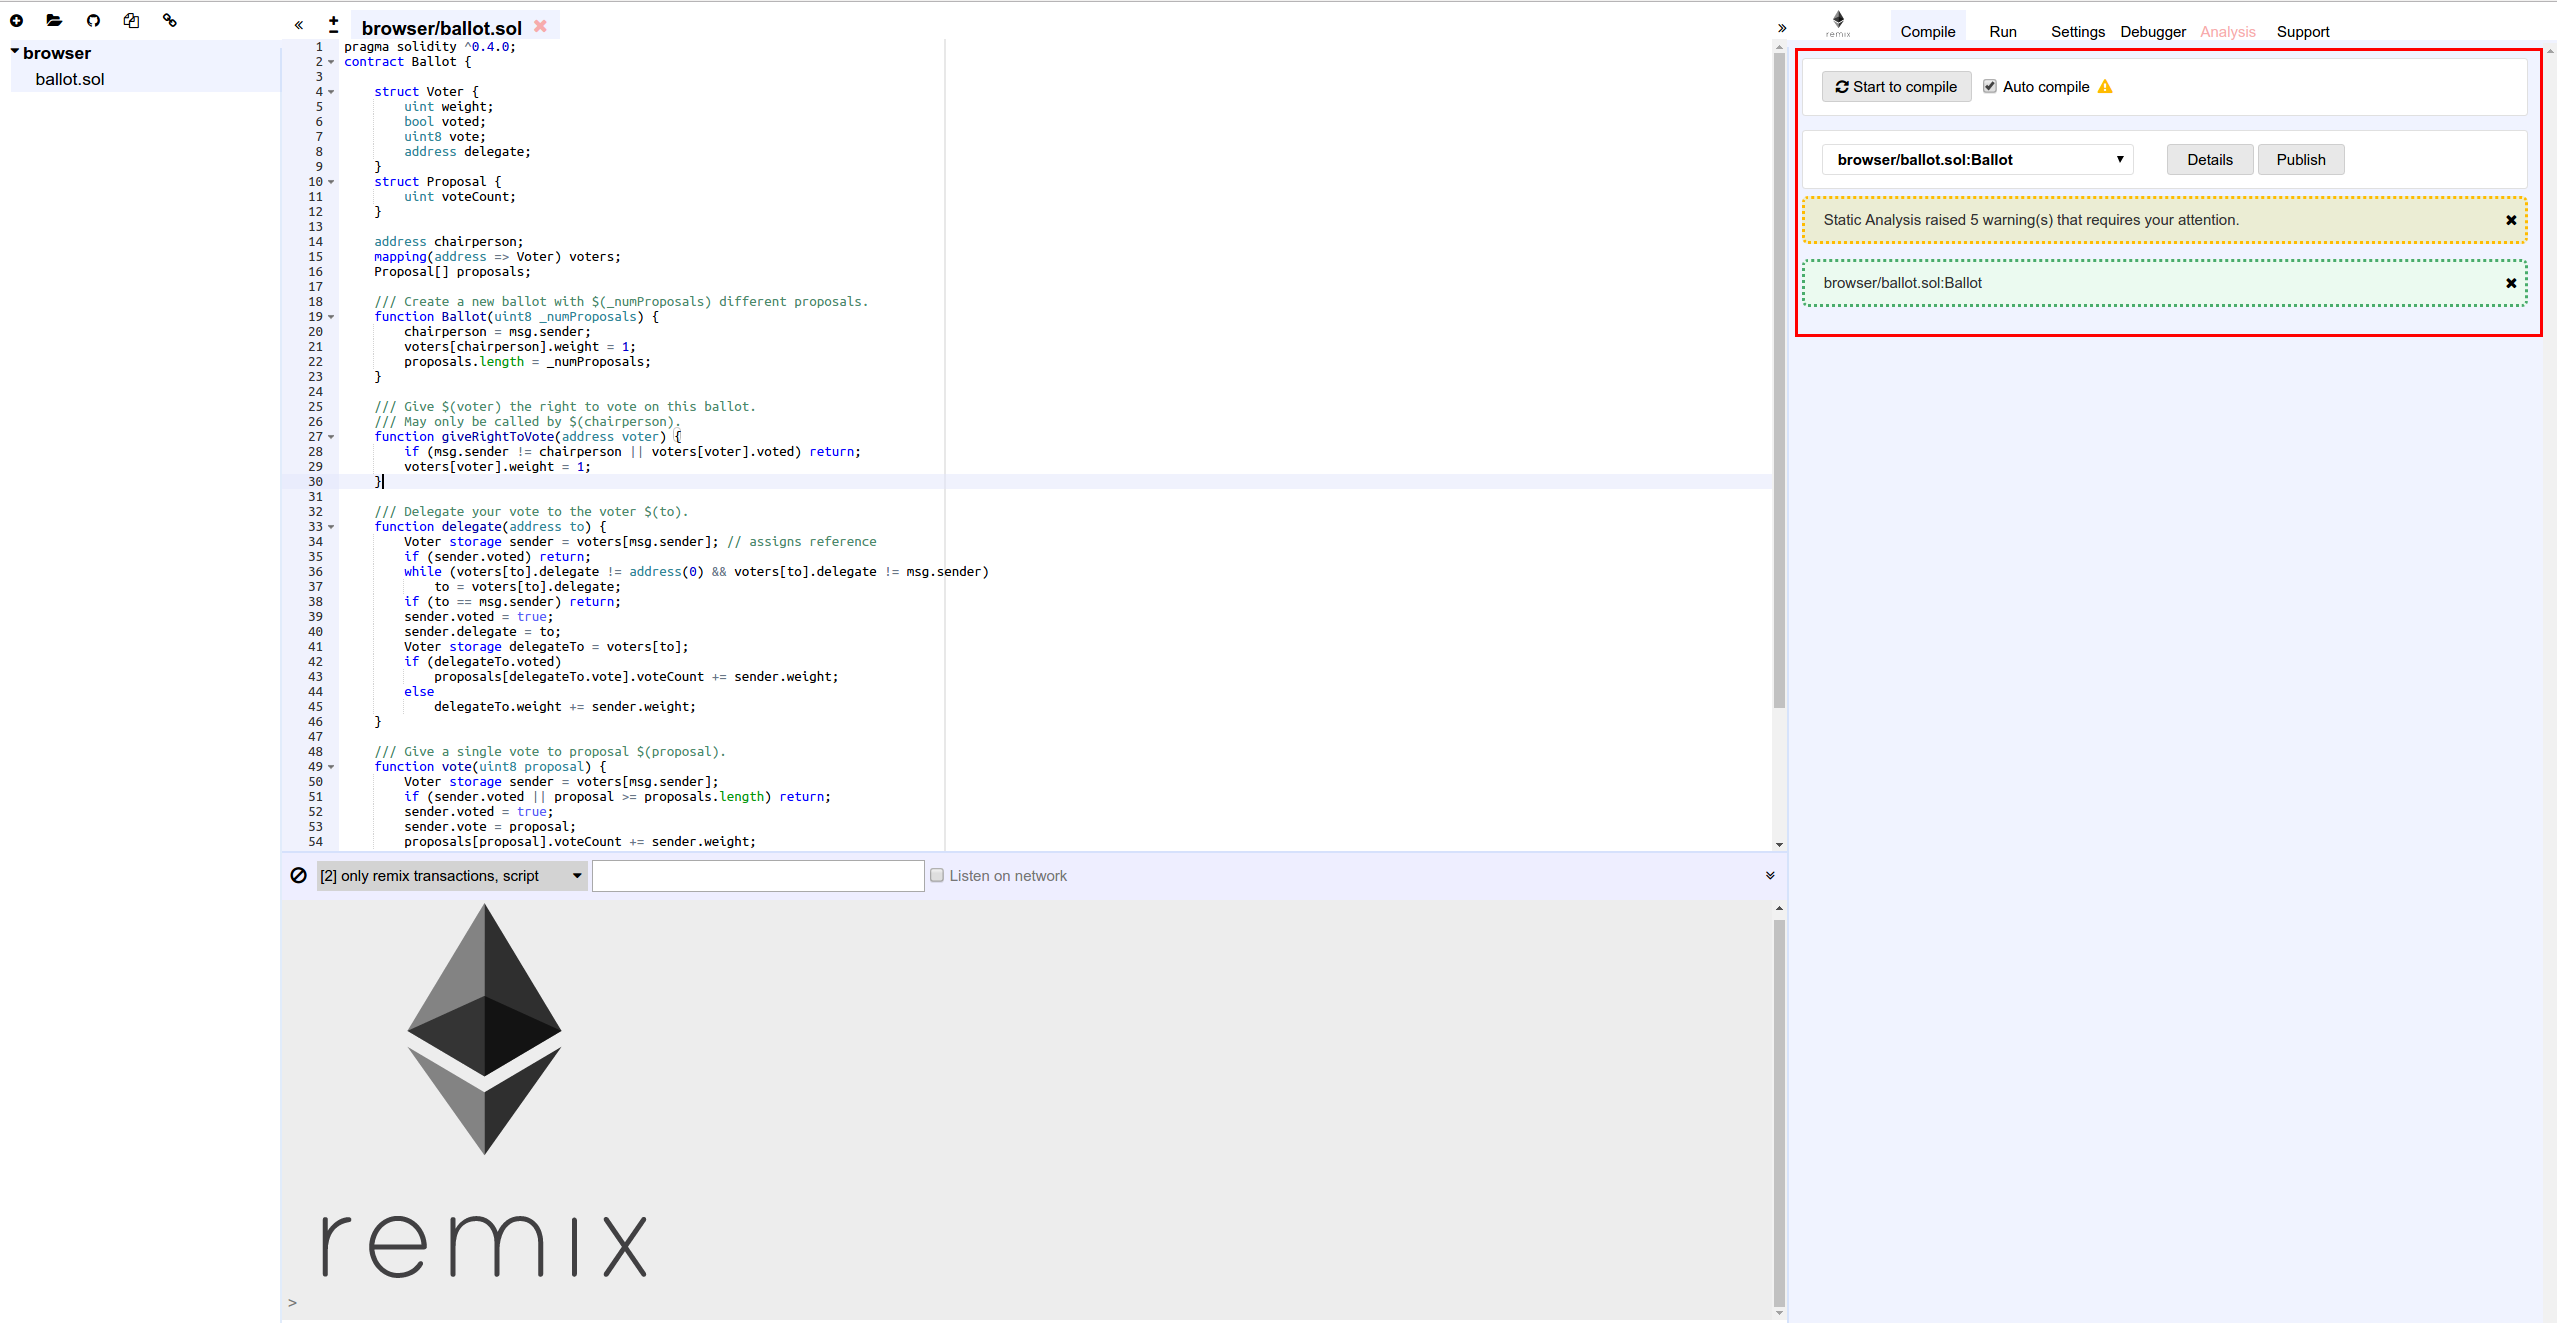 browser
ballot.sol
browser/ballot.sol
1 pragma solidity ^0.4.0;
2 contract Ballot {
3
4     struct Voter {
5         uint weight;
6         bool voted;
7         uint8 vote;
8         address delegate;
9     }
10     struct Proposal {
11         uint voteCount;
12     }
13
14     address chairperson;
15     mapping(address => Voter) voters;
16     Proposal[] proposals;
17
18     /// Create a new ballot with $(_numProposals) different proposals.
19     function Ballot(uint8 _numProposals) {
20         chairperson = msg.sender;
21         voters[chairperson].weight = 1;
22         proposals.length = _numProposals;
23     }
24
25     /// Give $(voter) the right to vote on this ballot.
26     /// May only be called by $(chairperson).
27     function giveRightToVote(address voter) {
28         if (msg.sender != chairperson || voters[voter].voted) return;
29         voters[voter].weight = 1;
30     }
31
32     /// Delegate your vote to the voter $(to).
33     function delegate(address to) {
34         Voter storage sender = voters[msg.sender]; // assigns reference
35         if (sender.voted) return;
36         while (voters[to].delegate != address(0) && voters[to].delegate != msg.sender)
37             to = voters[to].delegate;
38         if (to == msg.sender) return;
39         sender.voted = true;
40         sender.delegate = to;
41         Voter storage delegateTo = voters[to];
42         if (delegateTo.voted)
43             proposals[delegateTo.vote].voteCount += sender.weight;
44         else
45             delegateTo.weight += sender.weight;
46     }
47
48     /// Give a single vote to proposal $(proposal).
49     function vote(uint8 proposal) {
50         Voter storage sender = voters[msg.sender];
51         if (sender.voted || proposal >= proposals.length) return;
52         sender.voted = true;
53         sender.vote = proposal;
54         proposals[proposal].voteCount += sender.weight;
[2] only remix transactions, script
Listen on network
remix
>
remix
Compile Run Settings Debugger Analysis Support
Start to compile Auto compile
browser/ballot.sol:Ballot Details Publish
Static Analysis raised 5 warning(s) that requires your attention.
browser/ballot.sol:Ballot